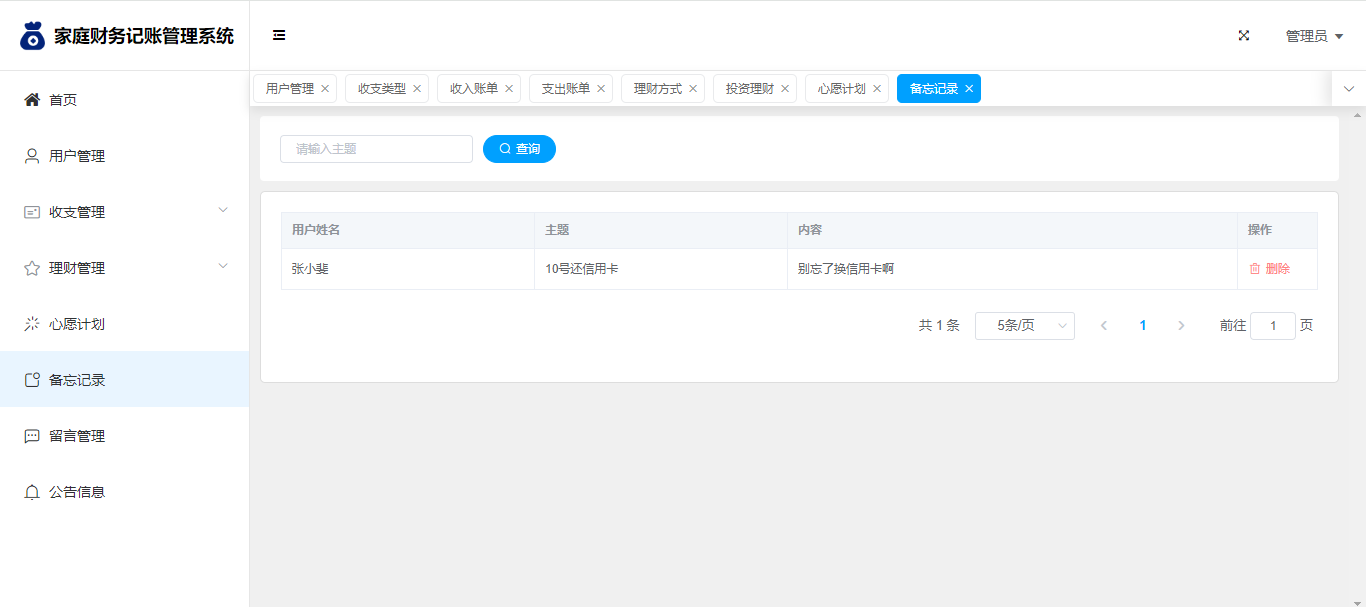 家庭财务记账管理系统
管理员
用户管理 收支类型 收入账单 支出账单 理财方式 投资理财 心愿计划 备忘记录
首页
用户管理
收支管理
理财管理
心愿计划
备忘记录
留言管理
公告信息
请输入主题 查询
用户姓名 主题 内容 操作
张小斐 10号还信用卡 别忘了换信用卡啊 删除
共 1 条 5条/页 1 前往 1 页